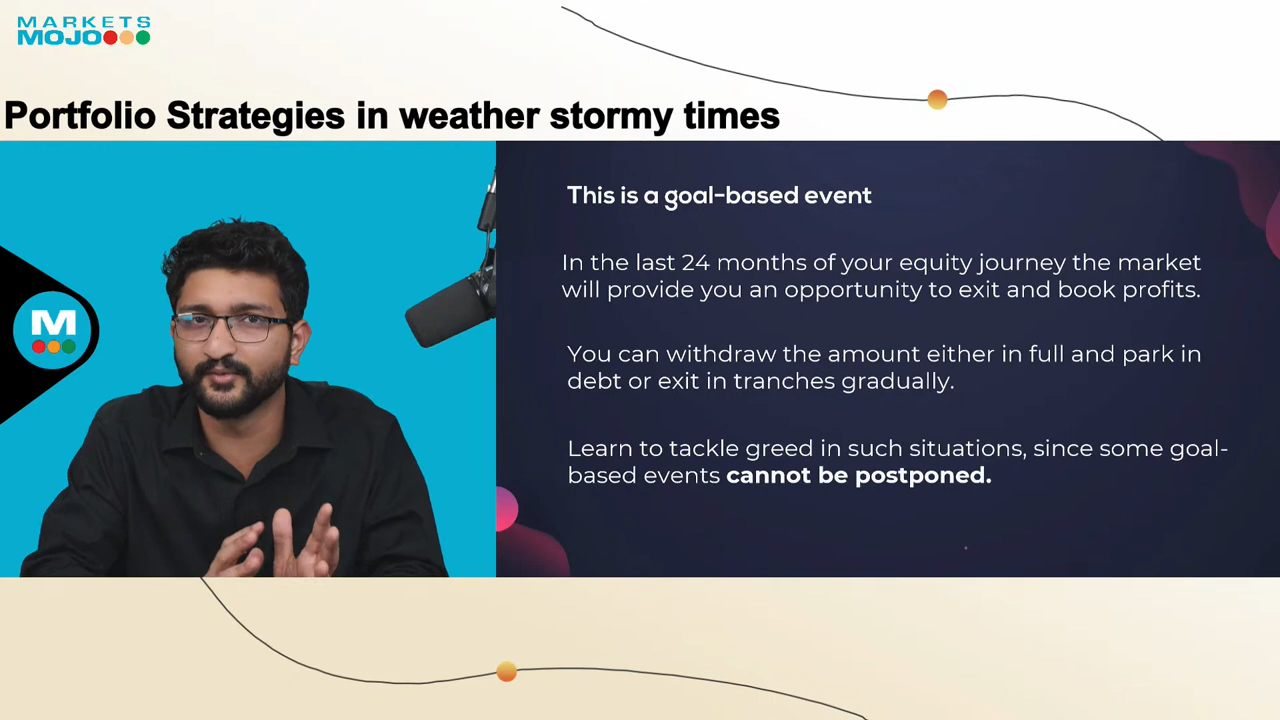 MARKETS
MOJO
Portfolio Strategies in weather stormy times
M
This is a goal-based event
In the last 24 months of your equity journey the market
will provide you an opportunity to exit and book profits.
You can withdraw the amount either in full and park in
debt or exit in tranches gradually.
Learn to tackle greed in such situations, since some goal-
based events cannot be postponed.